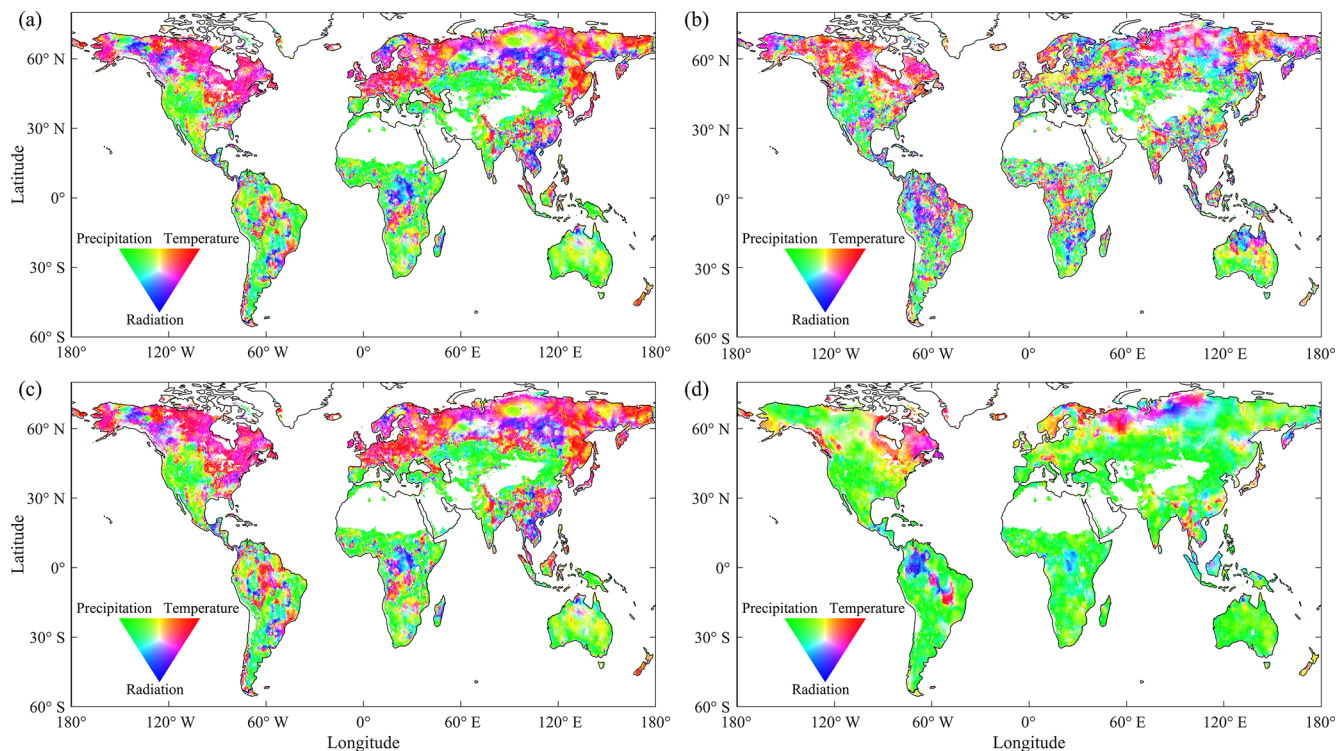 (a)
(b)
60° N
60° N
30° N
30° N
Latitude
0°
0°
Precipitation Temperature
Precipitation Temperature
30° S
30° S
Radiation
Radiation
60° S
60° S
180° 120° W 60° W 0° 60° E 120° E 180°
180° 120° W 60° W 0° 60° E 120° E 180°
(c)
(d)
60° N
60° N
30° N
30° N
Latitude
0°
0°
Precipitation Temperature
Precipitation Temperature
30° S
30° S
Radiation
Radiation
60° S
60° S
180° 120° W 60° W 0° 60° E 120° E 180°
180° 120° W 60° W 0° 60° E 120° E 180°
Longitude
Longitude